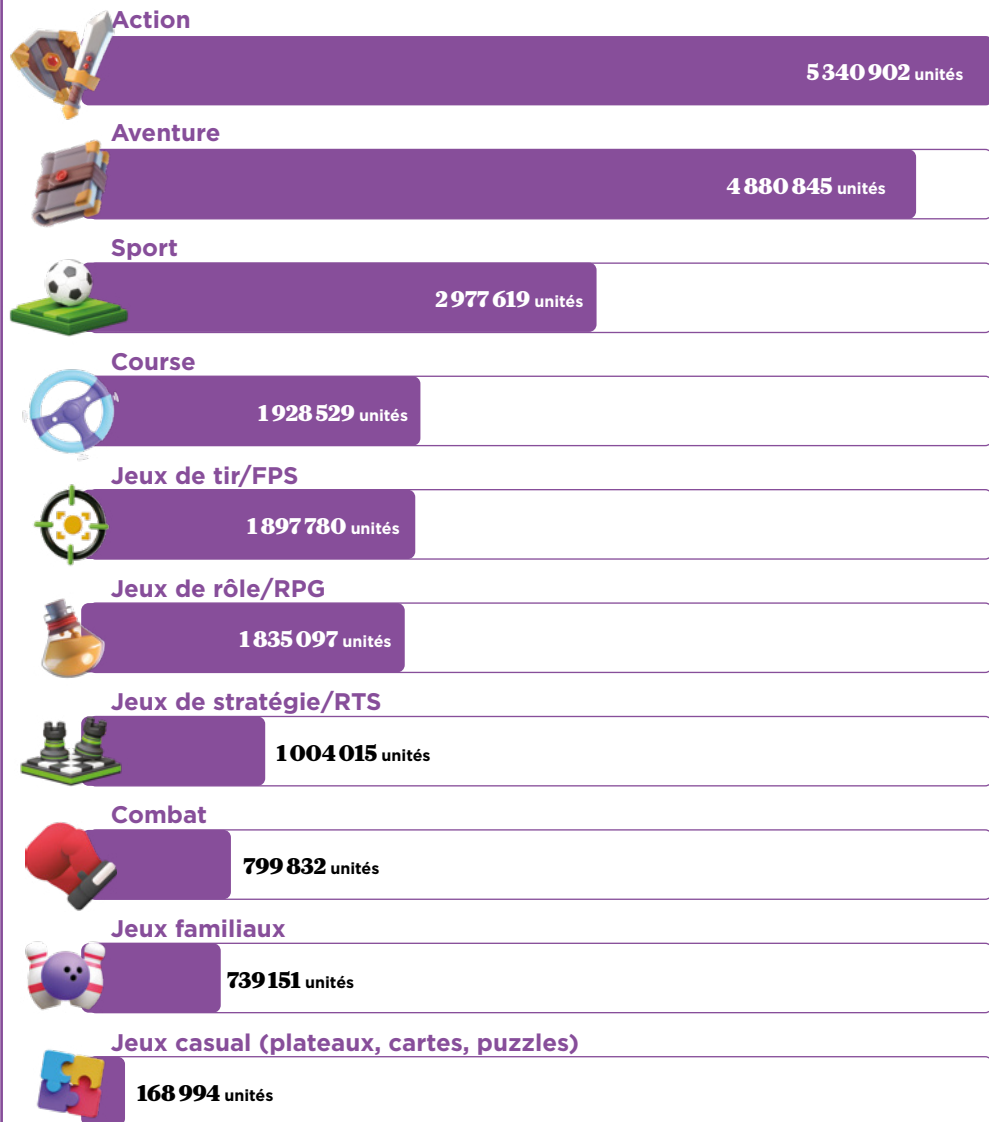 Action
5 340 902 unités
Aventure
4 880 845 unités
Sport
2 977 619 unités
Course
1 928 529 unités
Jeux de tir/FPS
1 897 780 unités
Jeux de rôle/RPG
1 835 097 unités
Jeux de stratégie/RTS
1 004 015 unités
Combat
799 832 unités
Jeux familiaux
739 151 unités
Jeux casual (plateaux, cartes, puzzles)
168 994 unités